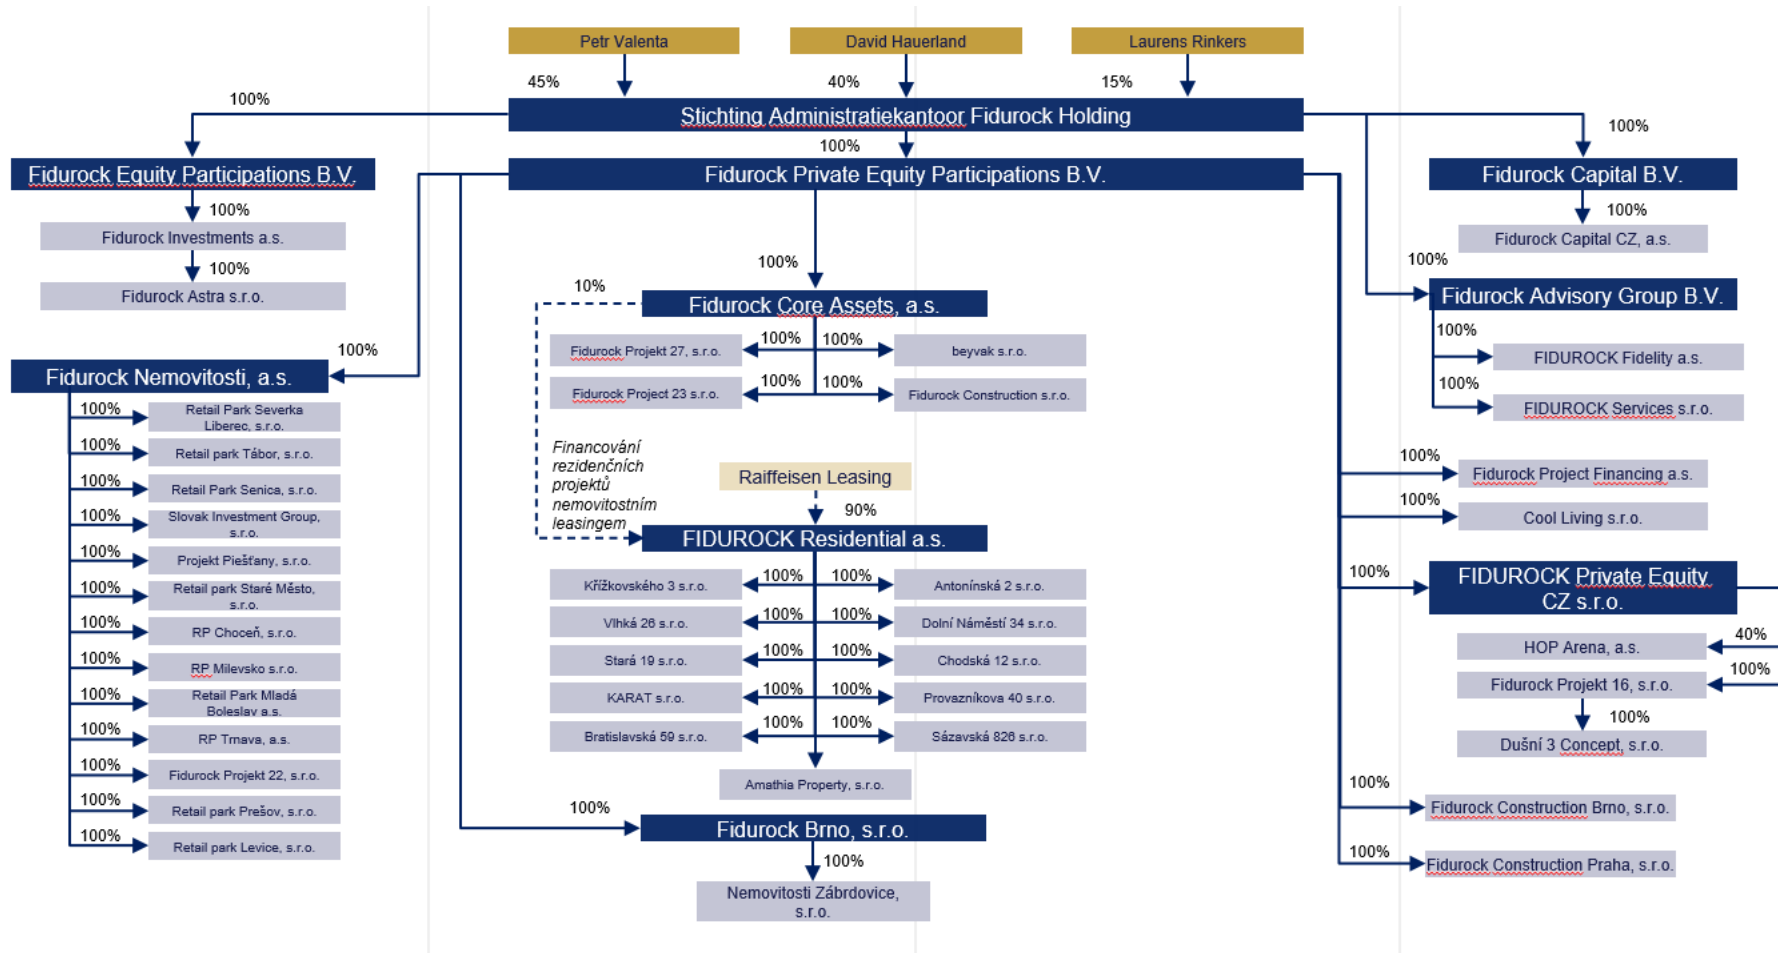 Petr Valenta
David Hauerland
Laurens Rinkers
45%
40%
15%
100%
Stichting Administratiekantoor Fidurock Holding
100%
100%
Fidurock Equity Participations B.V.
Fidurock Private Equity Participations B.V.
Fidurock Capital B.V.
100%
Fidurock Investments a.s.
100%
Fidurock Astra s.r.o.
100%
Fidurock Capital CZ, a.s.
100%
Fidurock Advisory Group B.V.
100%
FIDUROCK Fidelity a.s.
100%
FIDUROCK Services s.r.o.
100%
10%
Fidurock Core Assets, a.s.
100%
100%
Fidurock Projekt 27, s.r.o.
beyvak s.r.o.
100%
100%
Fidurock Project 23 s.r.o.
Fidurock Construction s.r.o.
100%
Fidurock Nemovitosti, a.s.
100%
Retail Park Severka
Liberec, s.r.o.
100%
Retail park Tábor, s.r.o.
100%
Retail Park Senica, s.r.o.
100%
Slovak Investment Group,
s.r.o.
100%
Projekt Piešťany, s.r.o.
100%
Retail park Staré Město,
s.r.o.
100%
RP Choceň, s.r.o.
100%
RP Milevsko s.r.o.
100%
Retail Park Mladá
Boleslav a.s.
100%
RP Trnava, a.s.
100%
Fidurock Projekt 22, s.r.o.
100%
Retail park Prešov, s.r.o.
100%
Retail park Levice, s.r.o.
Financování
rezidenčních
projektů
nemovitostním
leasingem
Raiffeisen Leasing
90%
FIDUROCK Residential a.s.
100%
100%
Křížkovského 3 s.r.o.
Antonínská 2 s.r.o.
100%
100%
Vlhká 26 s.r.o.
Dolní Náměstí 34 s.r.o.
100%
100%
Stará 19 s.r.o.
Chodská 12 s.r.o.
100%
100%
KARAT s.r.o.
Provazníkova 40 s.r.o.
100%
100%
Bratislavská 59 s.r.o.
Sázavská 826 s.r.o.
Amathia Property, s.r.o.
100%
Fidurock Brno, s.r.o.
100%
Nemovitosti Zábrdovice,
s.r.o.
100%
Fidurock Project Financing a.s.
100%
Cool Living s.r.o.
100%
FIDUROCK Private Equity
CZ s.r.o.
40%
HOP Arena, a.s.
100%
Fidurock Projekt 16, s.r.o.
100%
Dušní 3 Concept, s.r.o.
100%
Fidurock Construction Brno, s.r.o.
100%
Fidurock Construction Praha, s.r.o.